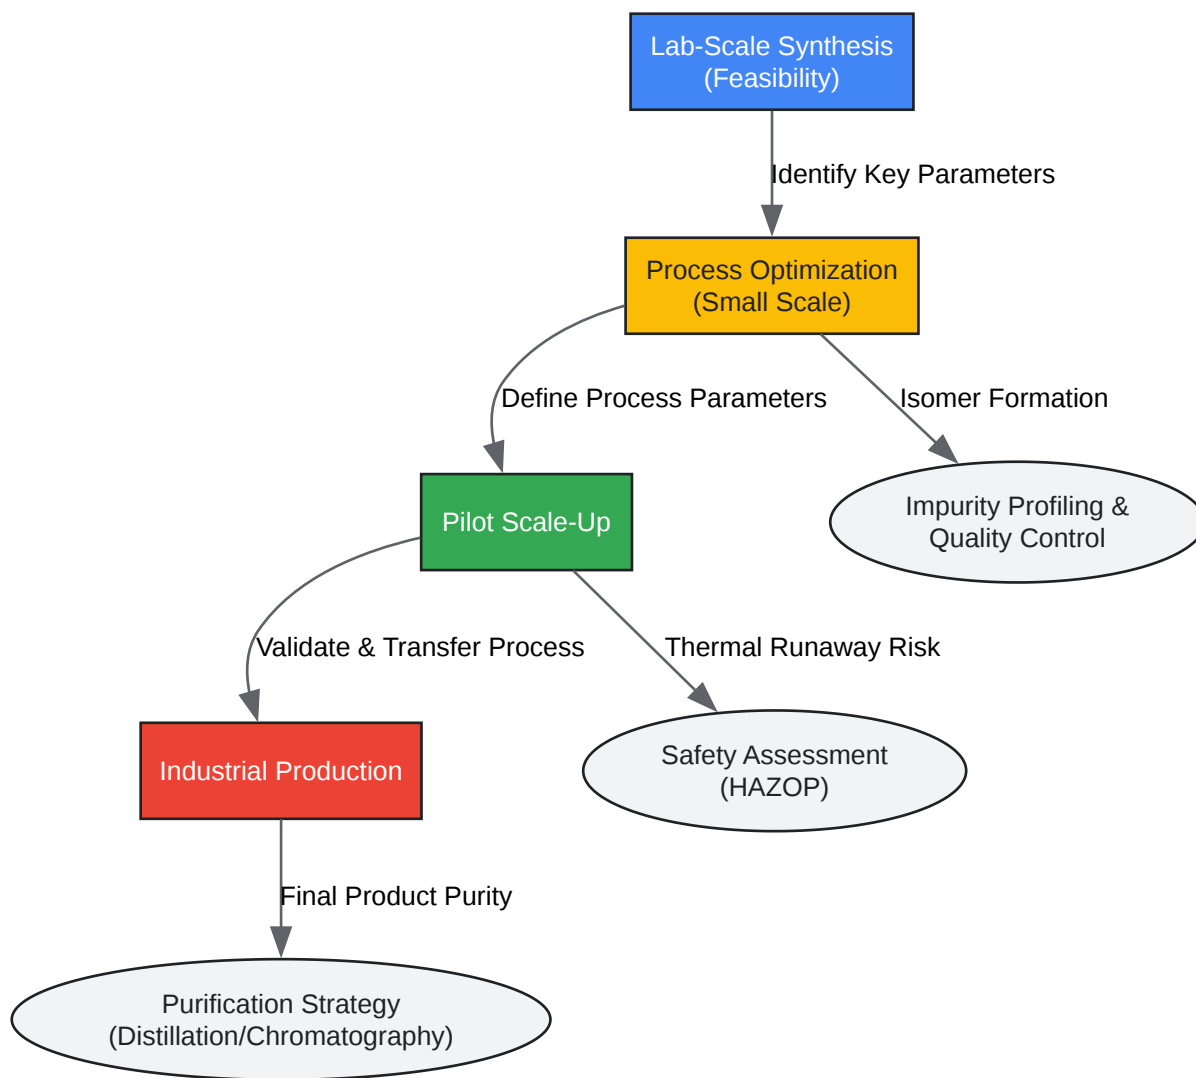 Lab-Scale Synthesis
(Feasibility)
Identify Key Parameters
Process Optimization
(Small Scale)
Define Process Parameters
Isomer Formation
Pilot Scale-Up
Impurity Profiling &
Quality Control
Validate & Transfer Process
Thermal Runaway Risk
Industrial Production
Safety Assessment
(HAZOP)
Final Product Purity
Purification Strategy
(Distillation/Chromatography)